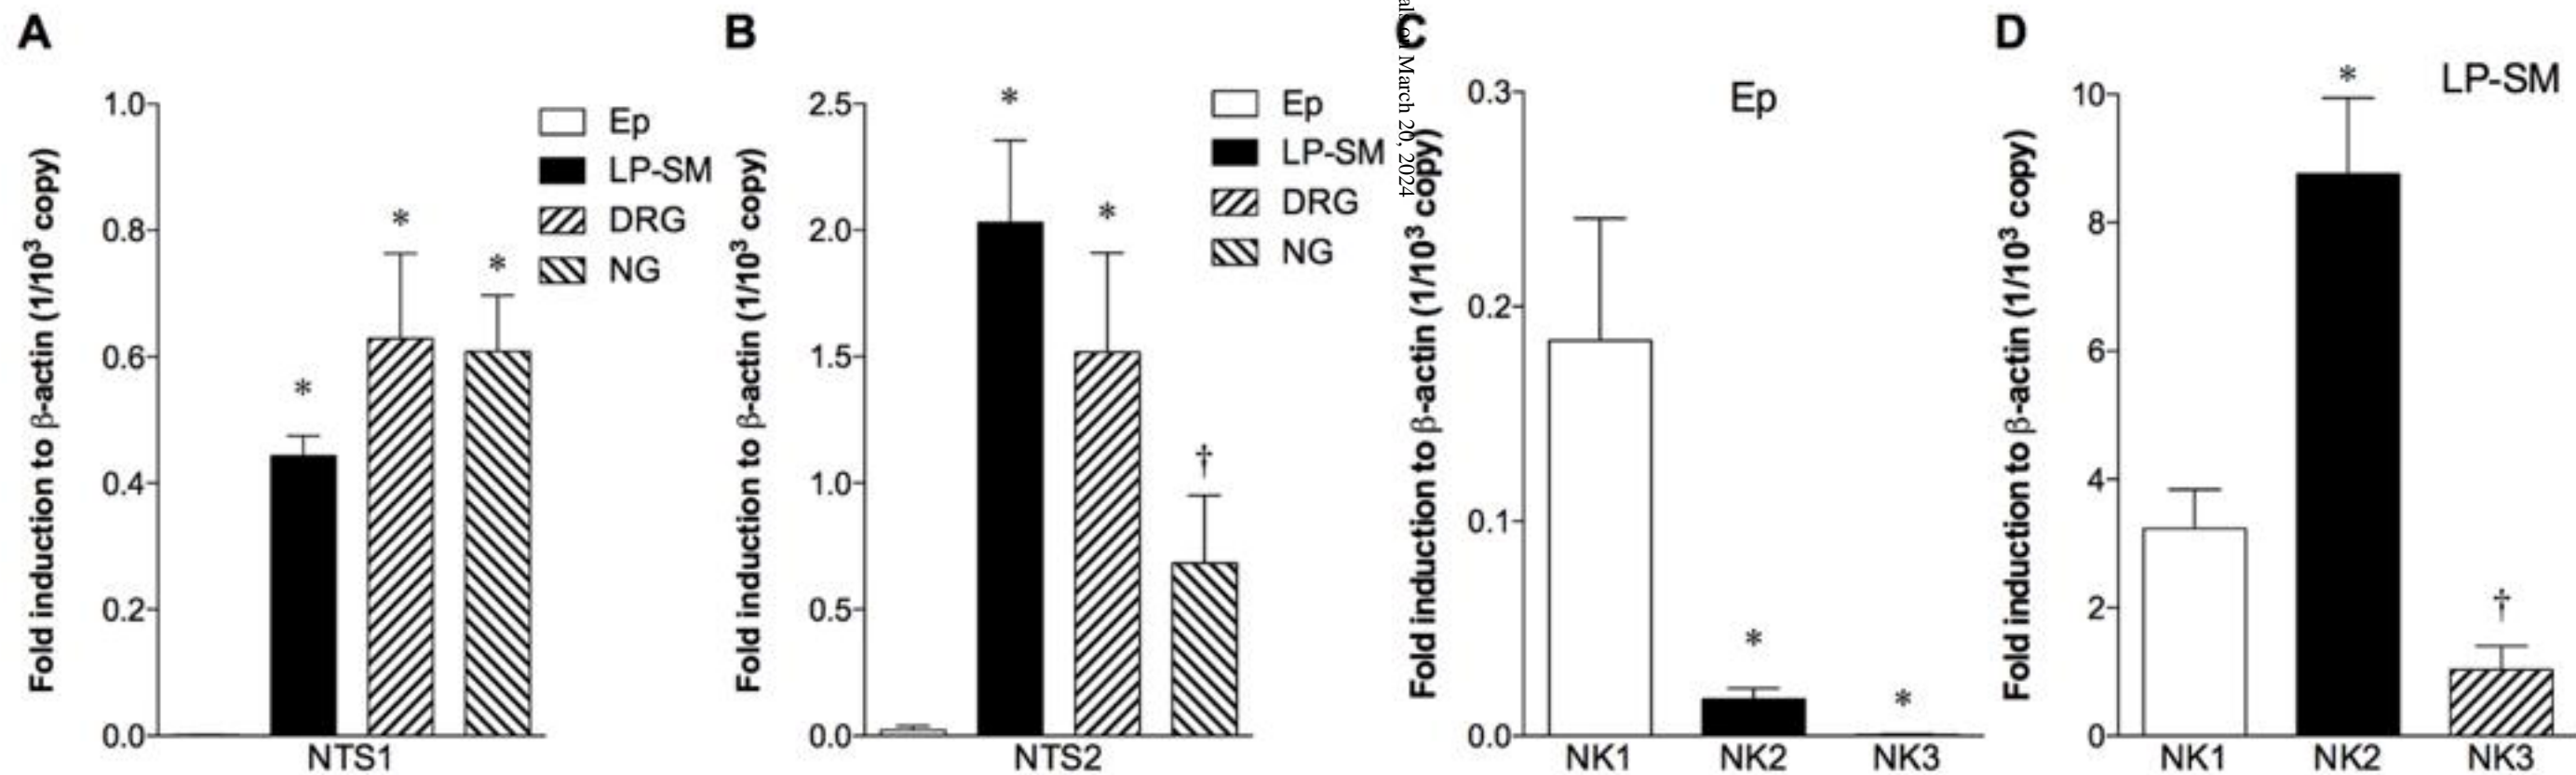 A
Fold induction to β-actin (1/10³ copy)
1.0
0.8
0.6
0.4
0.2
0.0
*
*
*
NTS1
Ep
LP-SM
DRG
NG
B
Fold induction to β-actin (1/10³ copy)
2.5
2.0
1.5
1.0
0.5
0.0
*
*
†
NTS2
Ep
LP-SM
DRG
NG
March 20, 2024
C
Fold induction to β-actin (1/10³ copy)
Ep
0.3
0.2
0.1
0.0
*
*
NK1 NK2 NK3
D
Fold induction to β-actin (1/10³ copy)
LP-SM
10
8
6
4
2
0
*
†
NK1 NK2 NK3